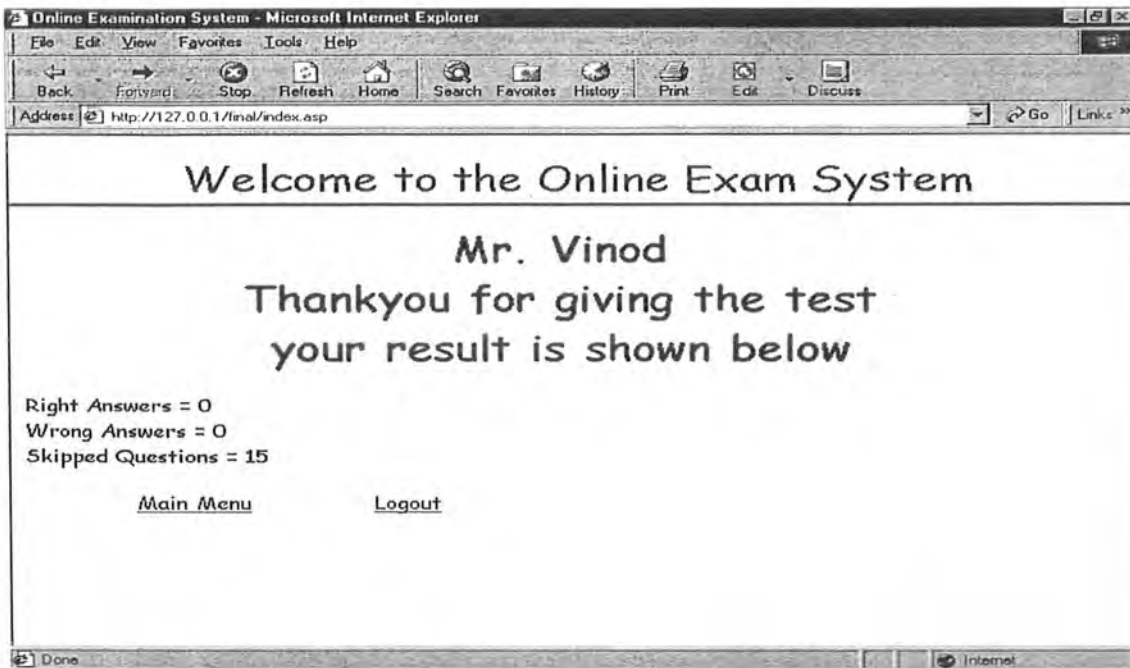 Online Examination System - Microsoft Internet Explorer
File Edit View Favorites Tools Help
Back Forward Stop Refresh Home Search Favorites History Print Edit Discuss
Address http://127.0.0.1/final/index.asp Go Links »
Welcome to the Online Exam System
Mr. Vinod
Thankyou for giving the test
your result is shown below
Right Answers = 0
Wrong Answers = 0
Skipped Questions = 15
Main Menu Logout
Done Internet